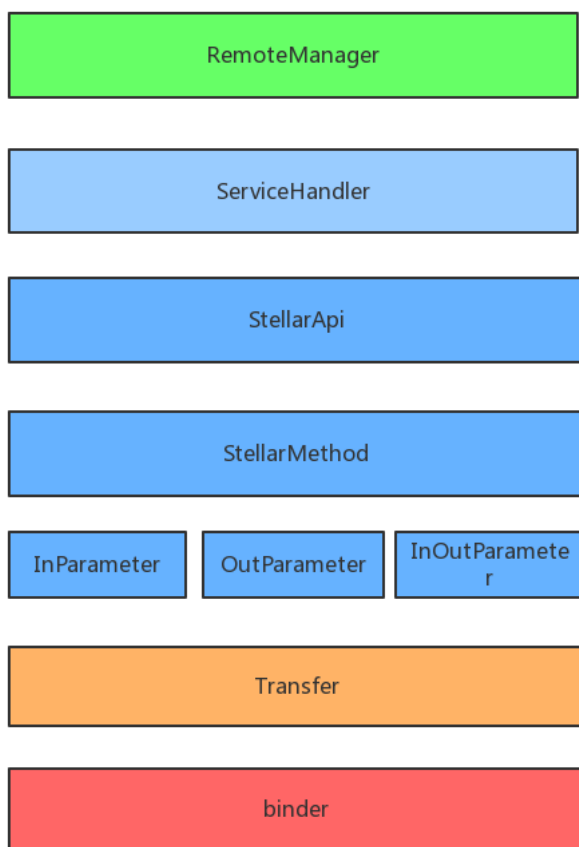 RemoteManager
ServiceHandler
StellarApi
StellarMethod
InParameter
OutParameter
InOutParamete
r
Transfer
binder